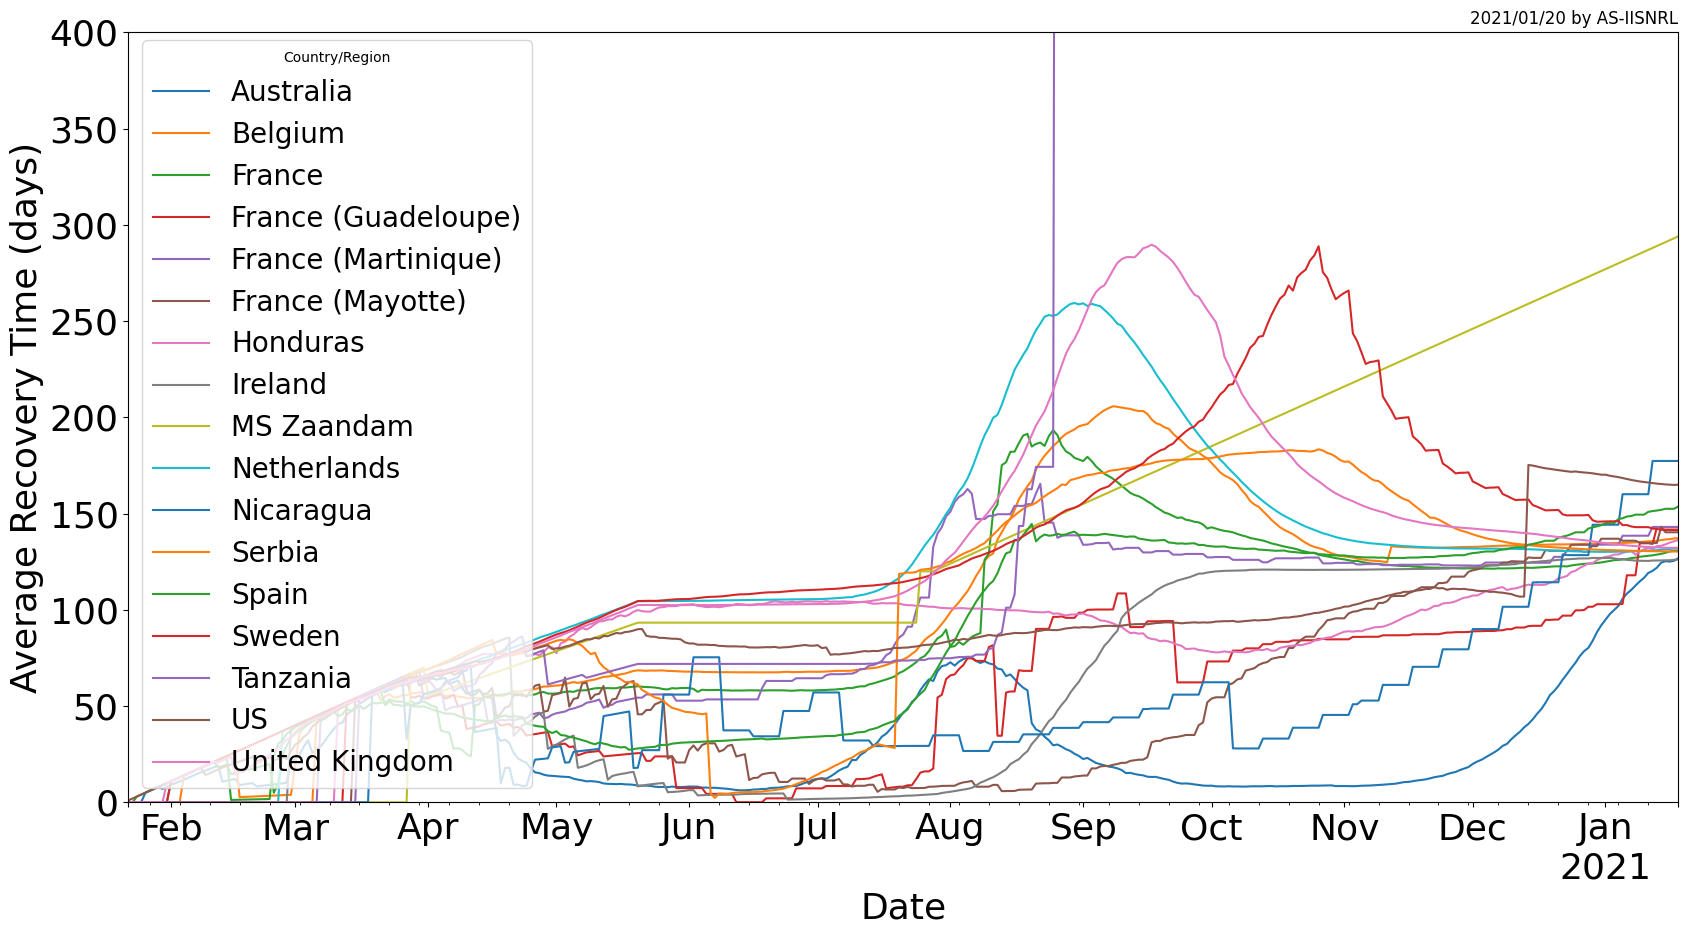 2021/01/20 by AS-IISNRL
Average Recovery Time (days)
400
350
300
250
200
150
100
50
0
Country/Region
Australia
Belgium
France
France (Guadeloupe)
France (Martinique)
France (Mayotte)
Honduras
Ireland
MS Zaandam
Netherlands
Nicaragua
Serbia
Spain
Sweden
Tanzania
US
United Kingdom
Feb Mar Apr May Jun Jul Aug Sep Oct Nov Dec Jan
2021
Date